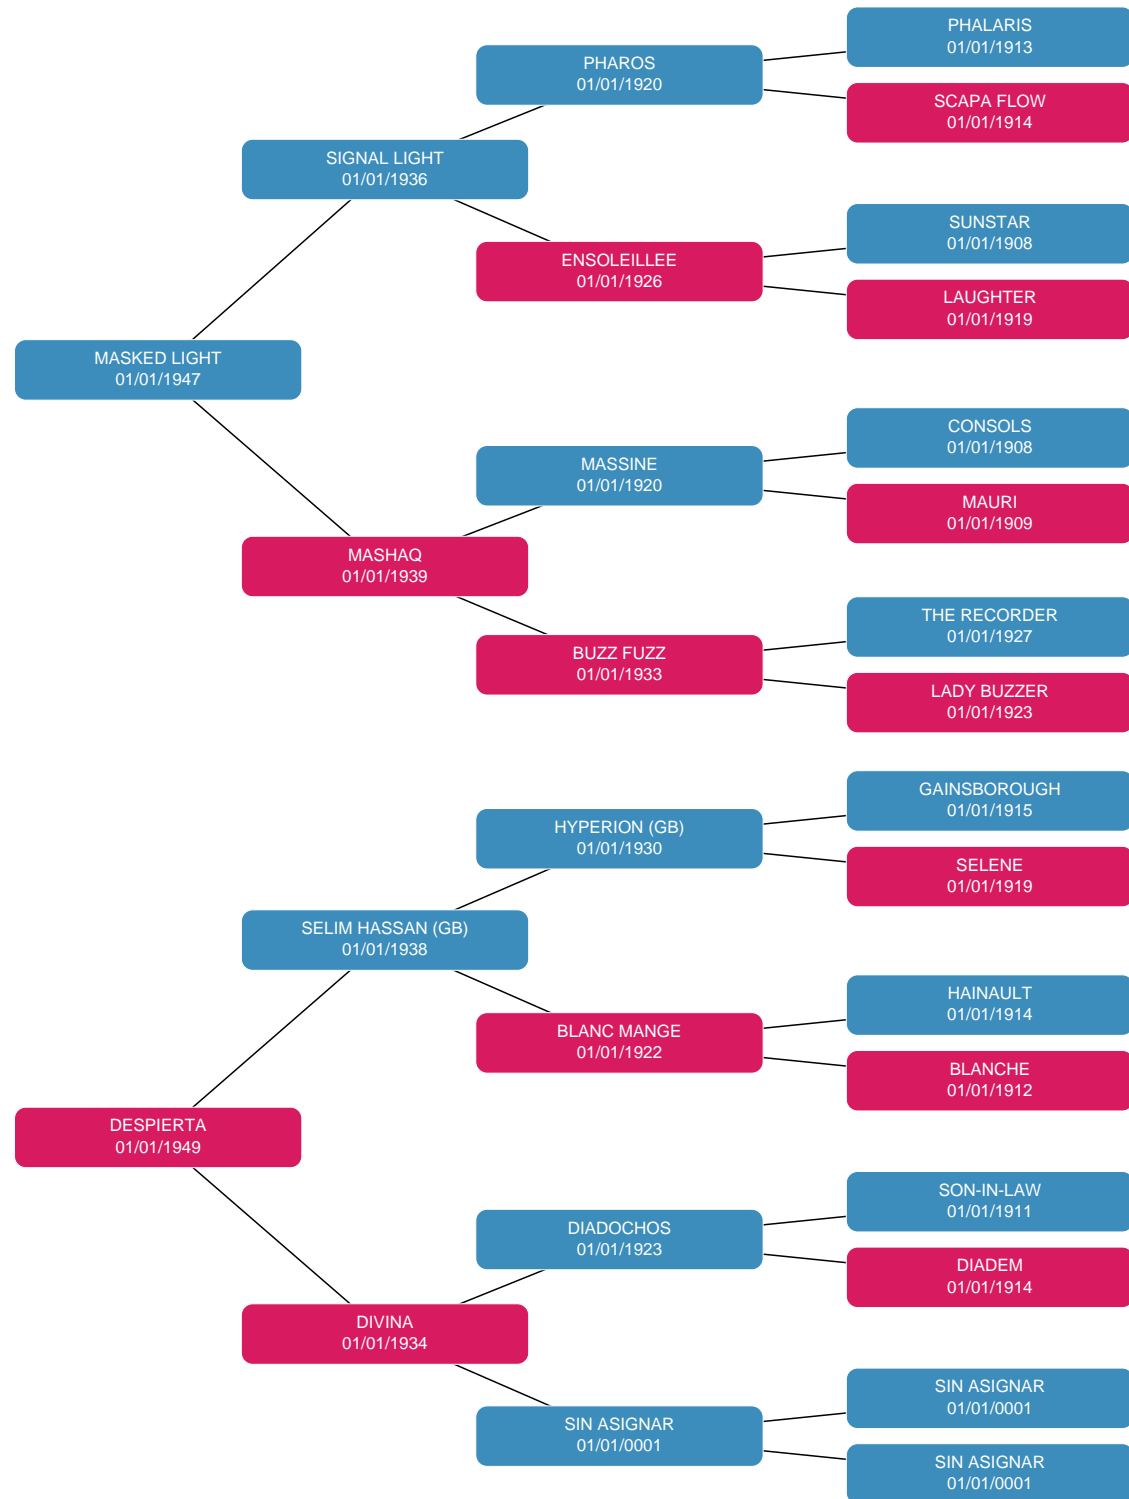 PHALARIS
01/01/1913
PHAROS
01/01/1920
SCAPA FLOW
01/01/1914
SIGNAL LIGHT
01/01/1936
SUNSTAR
01/01/1908
ENSOLEILLEE
01/01/1926
LAUGHTER
01/01/1919
MASKED LIGHT
01/01/1947
CONSOLS
01/01/1908
MASSINE
01/01/1920
MAURI
01/01/1909
MASHAQ
01/01/1939
THE RECORDER
01/01/1927
BUZZ FUZZ
01/01/1933
LADY BUZZER
01/01/1923
GAINSBOROUGH
01/01/1915
HYPERION (GB)
01/01/1930
SELENE
01/01/1919
SELIM HASSAN (GB)
01/01/1938
HAINAULT
01/01/1914
BLANC MANGE
01/01/1922
BLANCHE
01/01/1912
DESPIERTA
01/01/1949
SON-IN-LAW
01/01/1911
DIADOCHOS
01/01/1923
DIADEM
01/01/1914
DIVINA
01/01/1934
SIN ASIGNAR
01/01/0001
SIN ASIGNAR
01/01/0001
SIN ASIGNAR
01/01/0001